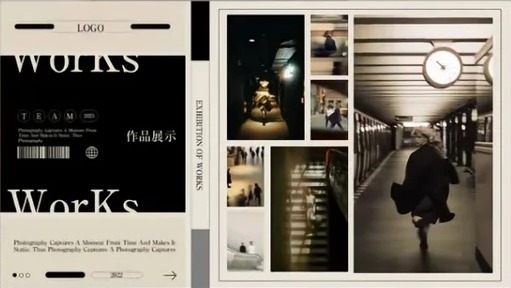 LOGO
WorKs
TEAM 2023
Photography Captures A Moment From
Time And Makes It Static, Thus
Photography
作品展示
WorKs
Photography Captures A Moment From Time And Makes It
Static, Thus Photography Captures A Photography Captures
2022
EXHIBITION OF WORKS